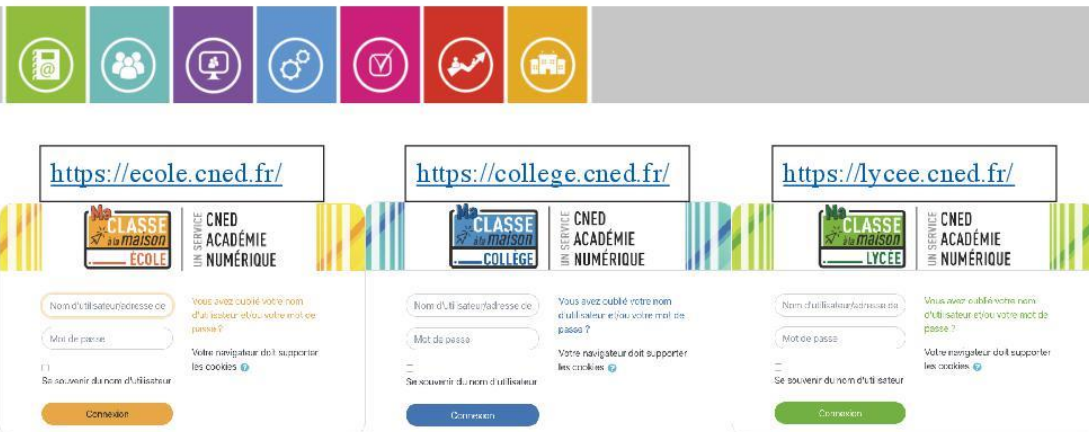 https://ecole.cned.fr/
Ma
CLASSE
à la maison
ÉCOLE
UN SERVICE
CNED
ACADÉMIE
NUMÉRIQUE
Nom d'utilisateur/adresse de
Mot de passe
Se souvenir du nom d'utilisateur
Connexion
Vous avez oublié votre nom
d'utilisateur et/ou votre mot de
passe ?
Votre navigateur doit supporter
les cookies
https://college.cned.fr/
Ma
CLASSE
à la maison
COLLÈGE
UN SERVICE
CNED
ACADÉMIE
NUMÉRIQUE
Nom d'utilisateur/adresse de
Mot de passe
Se souvenir du nom d'utilisateur
Connexion
Vous avez oublié votre nom
d'utilisateur et/ou votre mot de
passe ?
Votre navigateur doit supporter
les cookies
https://lycee.cned.fr/
Ma
CLASSE
à la maison
LYCÉE
UN SERVICE
CNED
ACADÉMIE
NUMÉRIQUE
Nom d'utilisateur/adresse de
Mot de passe
Se souvenir du nom d'utilisateur
Connexion
Vous avez oublié votre nom
d'utilisateur et/ou votre mot de
passe ?
Votre navigateur doit supporter
les cookies